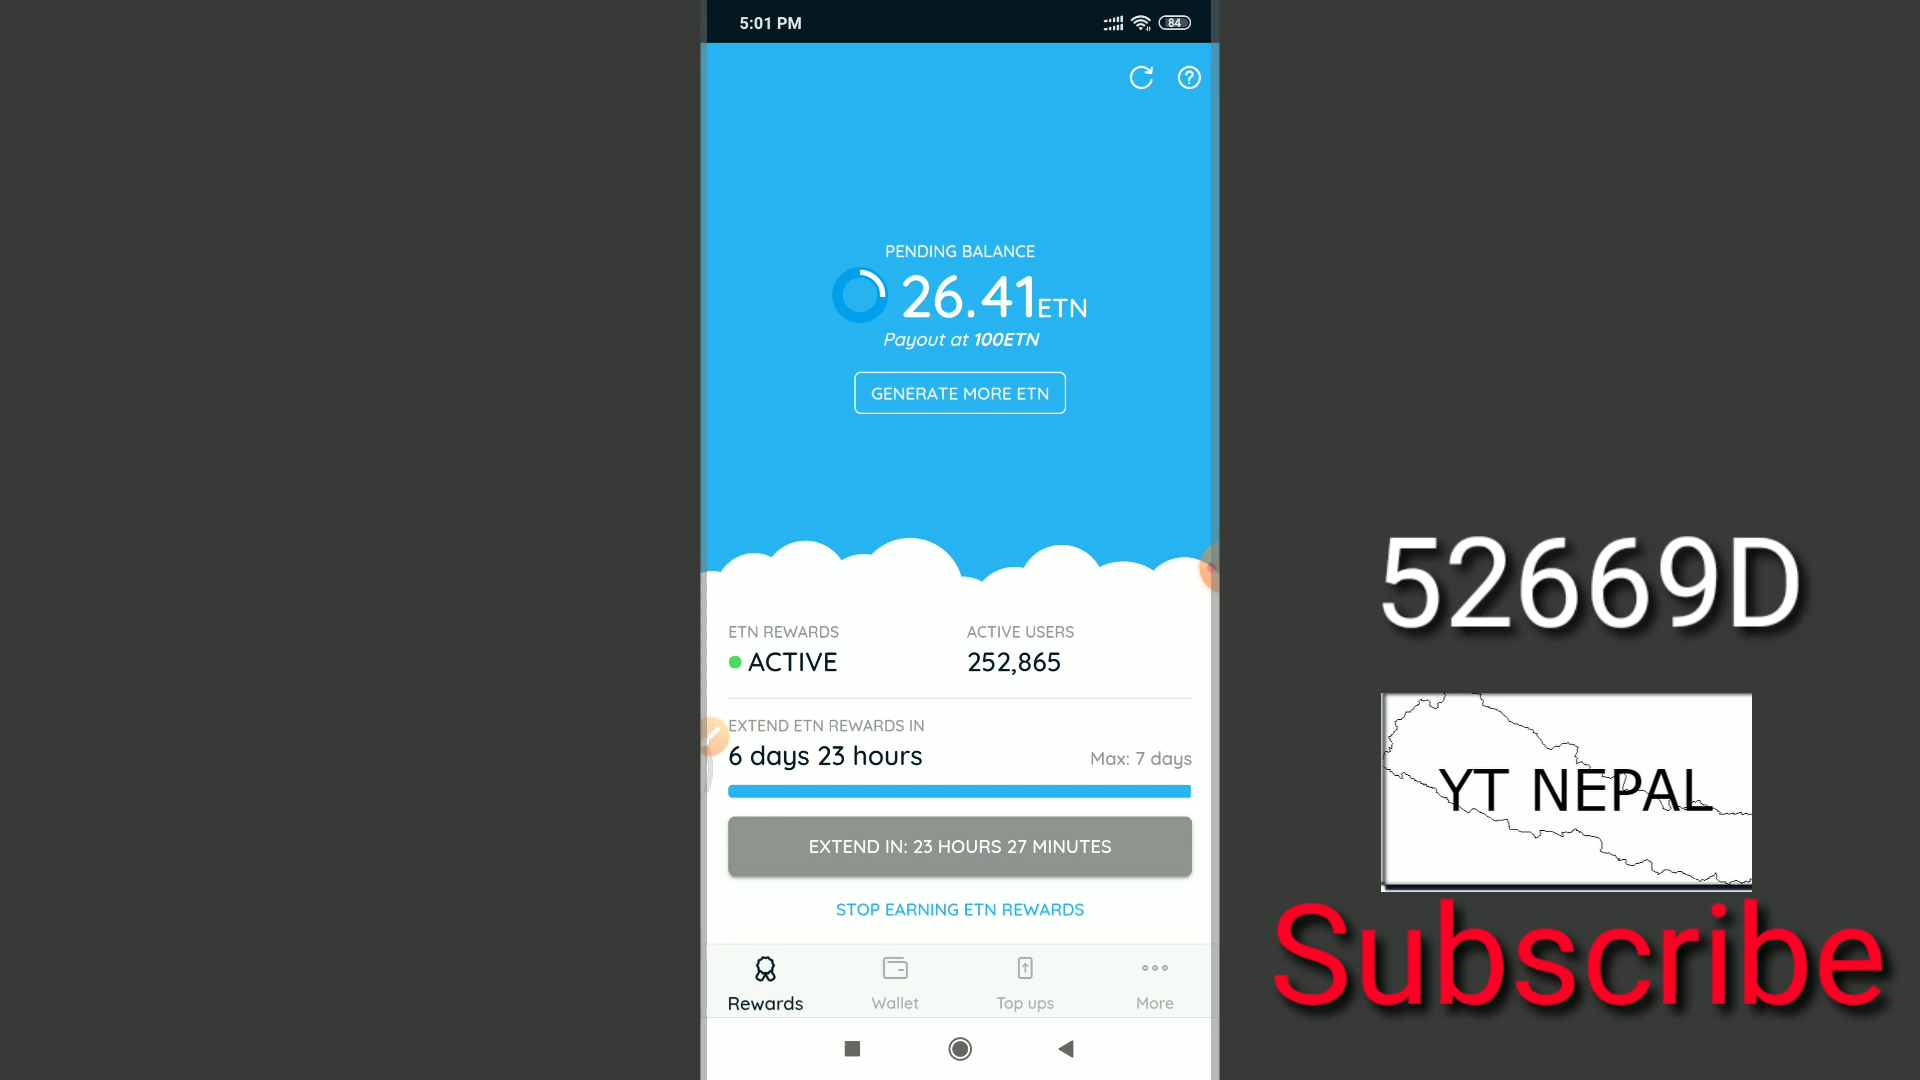 5:01 PM
84
PENDING BALANCE
26.41ETN
Payout at 100ETN
GENERATE MORE ETN
ETN REWARDS
ACTIVE
ACTIVE USERS
252,865
EXTEND ETN REWARDS IN
6 days 23 hours
Max: 7 days
EXTEND IN: 23 HOURS 27 MINUTES
STOP EARNING ETN REWARDS
Rewards
Wallet
Top ups
More
52669D
YT NEPAL
Subscribe